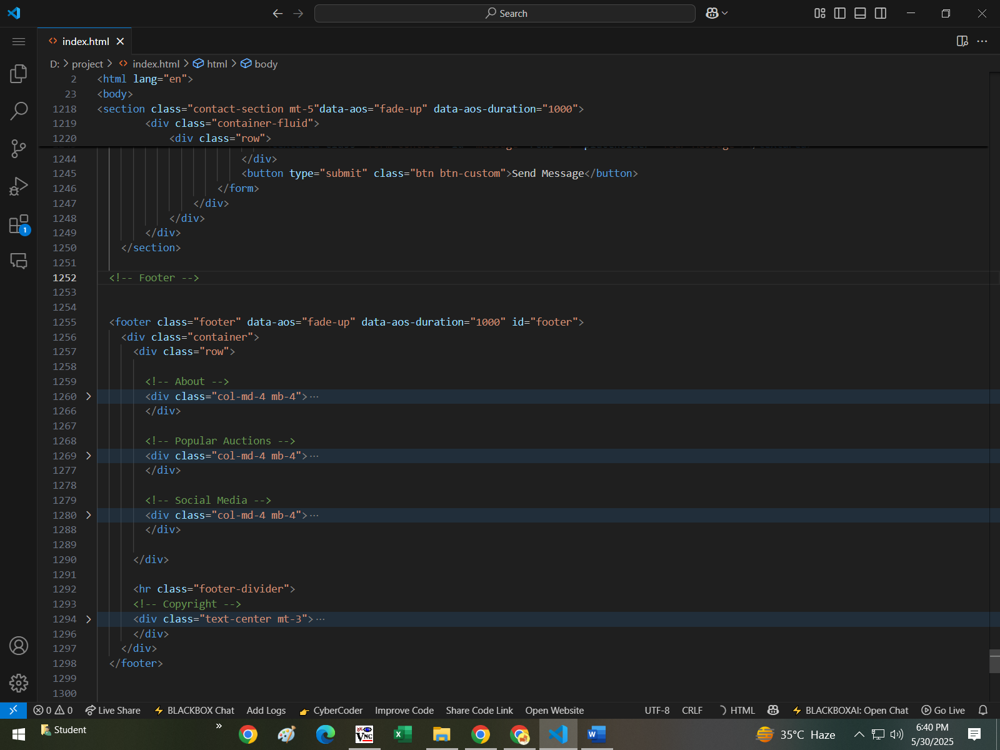 Search
index.html
D: > project > index.html > html > body
2 <html lang="en">
23 <body>
1218 <section class="contact-section mt-5"data-aos="fade-up" data-aos-duration="1000">
1219 <div class="container-fluid">
1220 <div class="row">
1244 </div>
1245 <button type="submit" class="btn btn-custom">Send Message</button>
1246 </form>
1247 </div>
1248 </div>
1249 </div>
1250 </section>
1251
1252 <!-- Footer -->
1253
1254
1255 <footer class="footer" data-aos="fade-up" data-aos-duration="1000" id="footer">
1256 <div class="container">
1257 <div class="row">
1258
1259 <!-- About -->
1260 <div class="col-md-4 mb-4">···
1266 </div>
1267
1268 <!-- Popular Auctions -->
1269 <div class="col-md-4 mb-4">···
1277 </div>
1278
1279 <!-- Social Media -->
1280 <div class="col-md-4 mb-4">···
1288 </div>
1289
1290 </div>
1291
1292 <hr class="footer-divider">
1293 <!-- Copyright -->
1294 <div class="text-center mt-3">···
1296 </div>
1297 </div>
1298 </footer>
1299
1300
1
0 0 Live Share BLACKBOX Chat Add Logs CyberCoder Improve Code Share Code Link Open Website UTF-8 CRLF HTML BLACKBOXAI: Open Chat Go Live
Student » VNC 35°C Haze 6:40 PM
5/30/2025